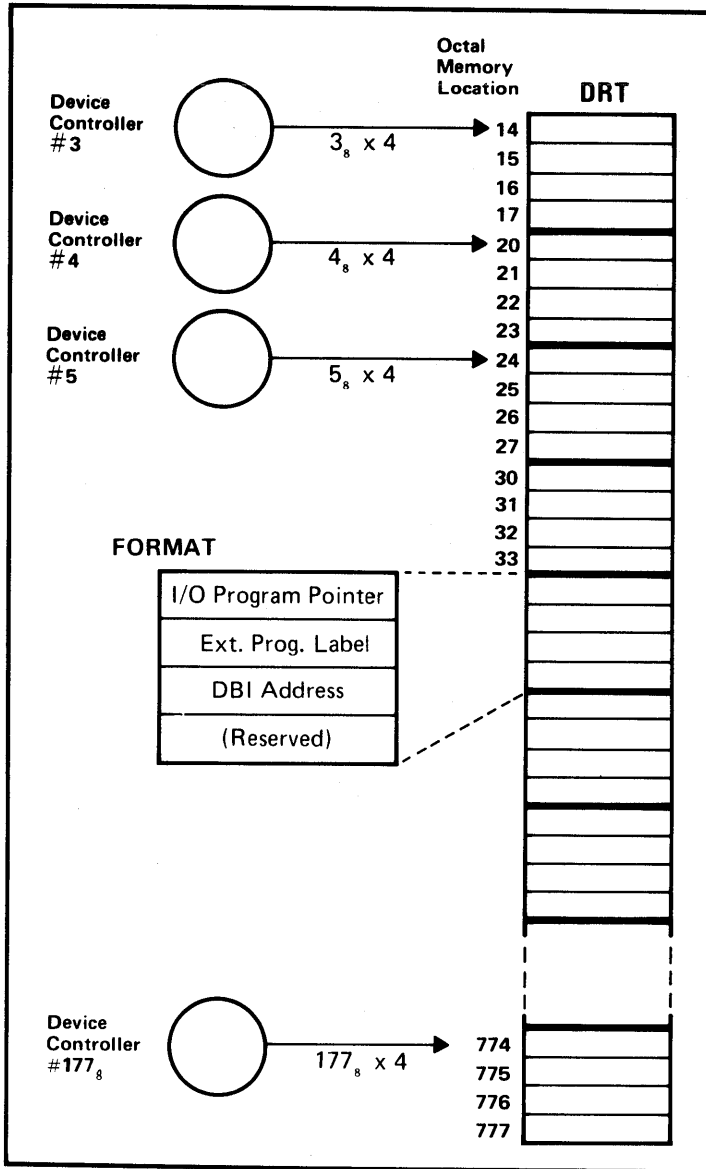 Octal
Memory
Location
DRT
Device
Controller
#3
3₈ x 4
14
15
16
17
Device
Controller
#4
4₈ x 4
20
21
22
23
Device
Controller
#5
5₈ x 4
24
25
26
27
30
31
32
33
FORMAT
I/O Program Pointer
Ext. Prog. Label
DBI Address
(Reserved)
Device
Controller
#177₈
177₈ x 4
774
775
776
777